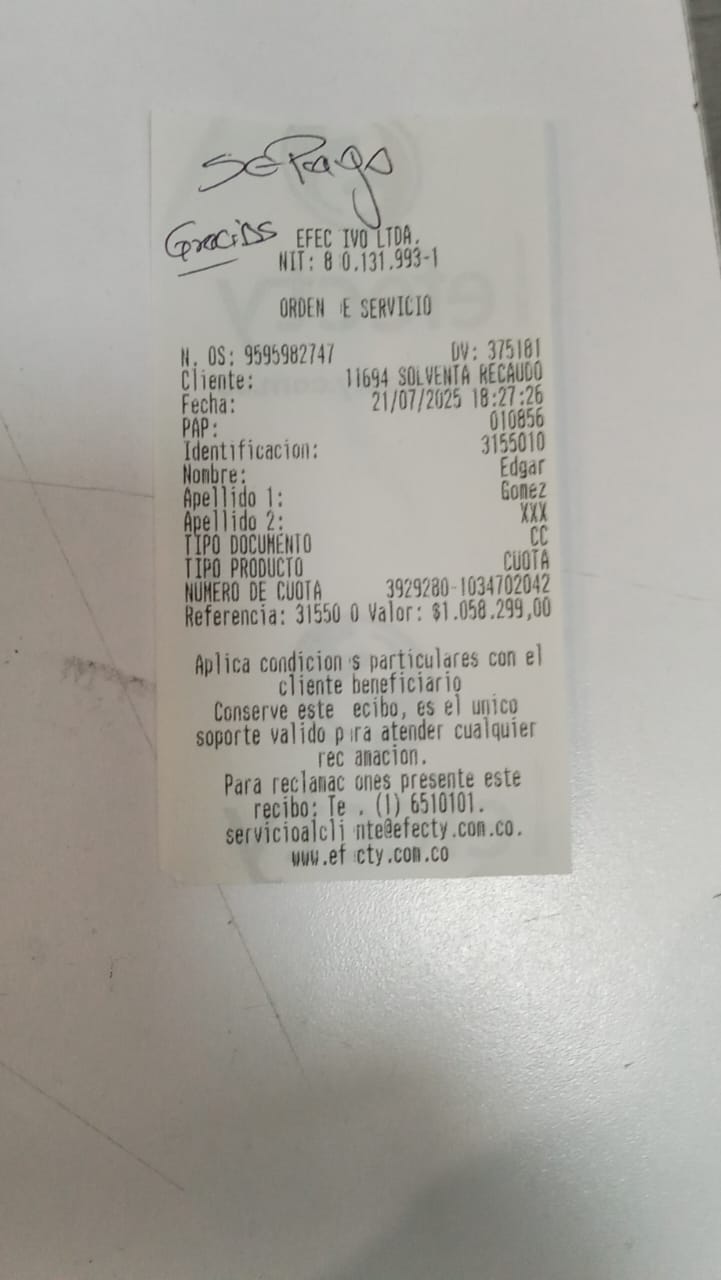 Se Pago
Gracias
EFEC IVO LTDA.
NIT: 8 0.131.993-1
ORDEN E SERVICIO
N. OS: 9595982747 DV: 375181
Cliente: 11694 SOLVENTA RECAUDO
Fecha: 21/07/2025 18:27:26
PAP: 010856
Identificacion: 3155010
Nombre: Edgar
Apellido 1: Gomez
Apellido 2: XXX
TIPO DOCUMENTO CC
TIPO PRODUCTO CUOTA
NUMERO DE CUOTA 3929280-1034702042
Referencia: 31550 0 Valor: $1.058.299,00
Aplica condicion s particulares con el
cliente beneficiario
Conserve este ecibo, es el unico
soporte valido p ra atender cualquier
rec amacion.
Para reclamac ones presente este
recibo: Te . (1) 6510101.
servicioalcli nte@efecty.com.co.
www.ef cty.com.co